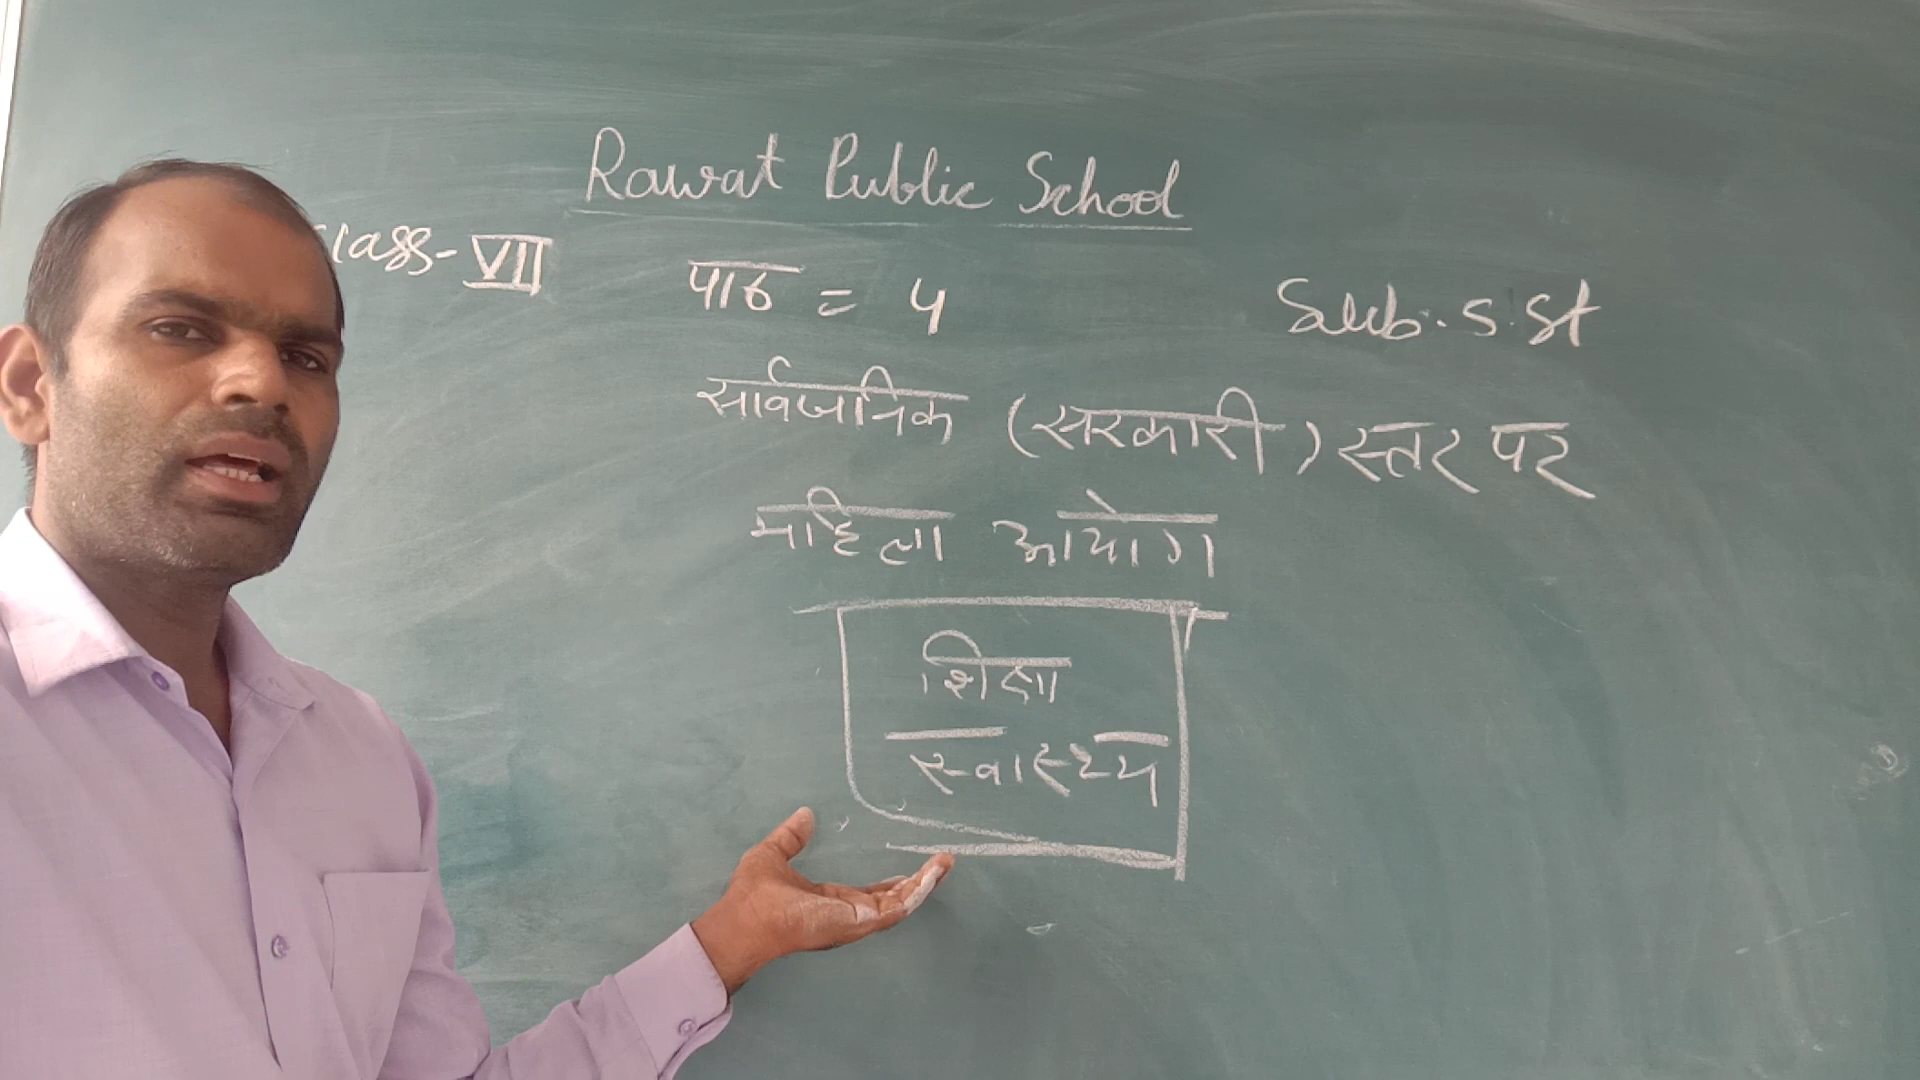 Rawat Public School
Class-VII
पाठ = 4
Sub. S.St
सार्वजनिक (सरकारी) स्तर पर
महिला आयोग
शिक्षा
स्वास्थ्य